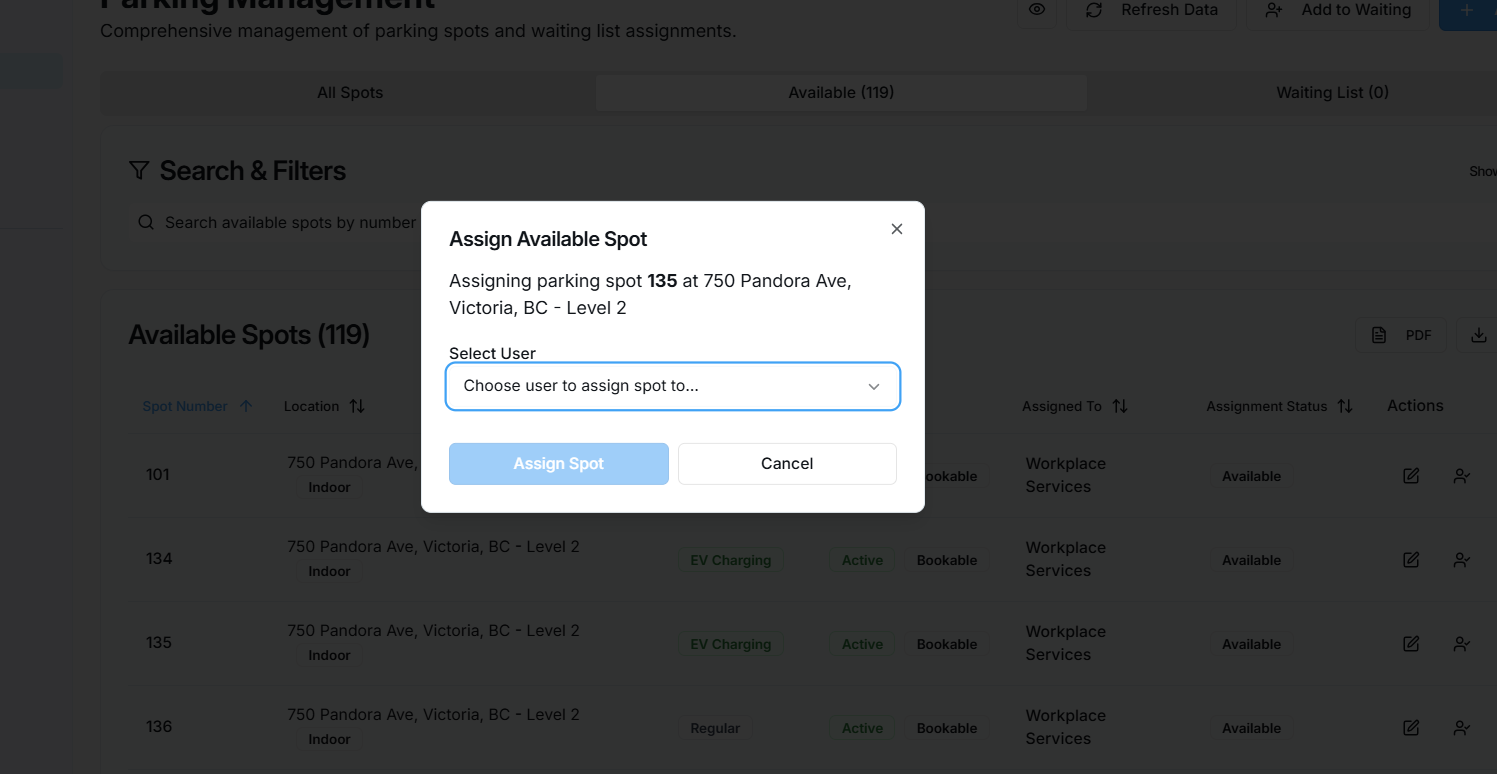 Parking Management
Comprehensive management of parking spots and waiting list assignments.
Refresh Data
Add to Waiting
All Spots
Available (119)
Waiting List (0)
Search & Filters
Search available spots by number
Assign Available Spot
Assigning parking spot 135 at 750 Pandora Ave,
Victoria, BC - Level 2
Select User
Choose user to assign spot to...
Assign Spot
Cancel
Available Spots (119)
PDF
Spot Number
Location
Assigned To
Assignment Status
Actions
101
750 Pandora Ave,
Indoor
Workplace
Services
Available
134
750 Pandora Ave, Victoria, BC - Level 2
Indoor
EV Charging
Active
Bookable
Workplace
Services
Available
135
750 Pandora Ave, Victoria, BC - Level 2
Indoor
EV Charging
Active
Bookable
Workplace
Services
Available
136
750 Pandora Ave, Victoria, BC - Level 2
Indoor
Regular
Active
Bookable
Workplace
Services
Available